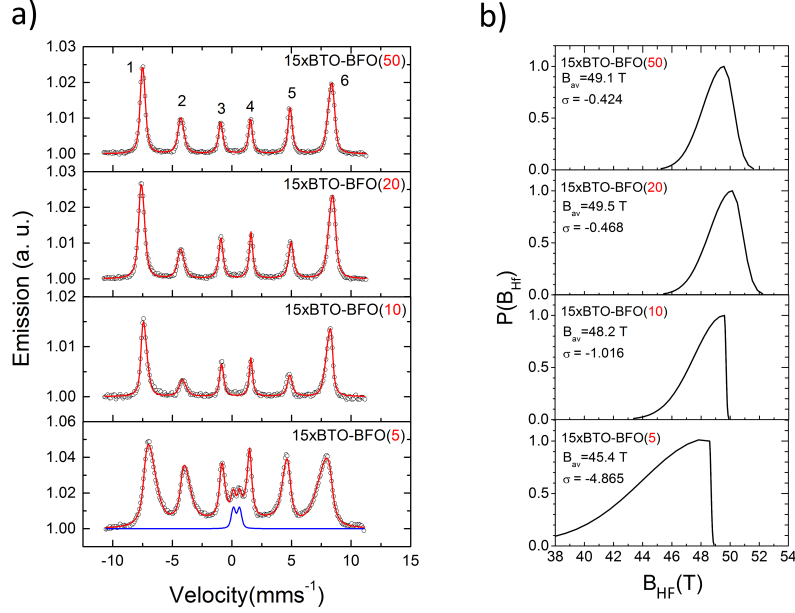 a)
Emission (a. u.)
1.03
1.02
1.01
1.00
15xBTO-BFO(50)
1
2
3
4
5
6
1.03
1.02
1.01
1.00
15xBTO-BFO(20)
1.02
1.01
1.00
15xBTO-BFO(10)
1.06
1.04
1.02
1.00
15xBTO-BFO(5)
-10 -5 0 5 10 15
Velocity(mms-1)
b)
P(BHf)
1.0
0.5
0.0
15xBTO-BFO(50)
Bav=49.1 T
σ = -0.424
1.0
0.5
0.0
15xBTO-BFO(20)
Bav=49.5 T
σ = -0.468
1.0
0.5
0.0
15xBTO-BFO(10)
Bav=48.2 T
σ = -1.016
1.0
0.5
0.0
15xBTO-BFO(5)
Bav=45.4 T
σ = -4.865
38 40 42 44 46 48 50 52 54
BHF(T)